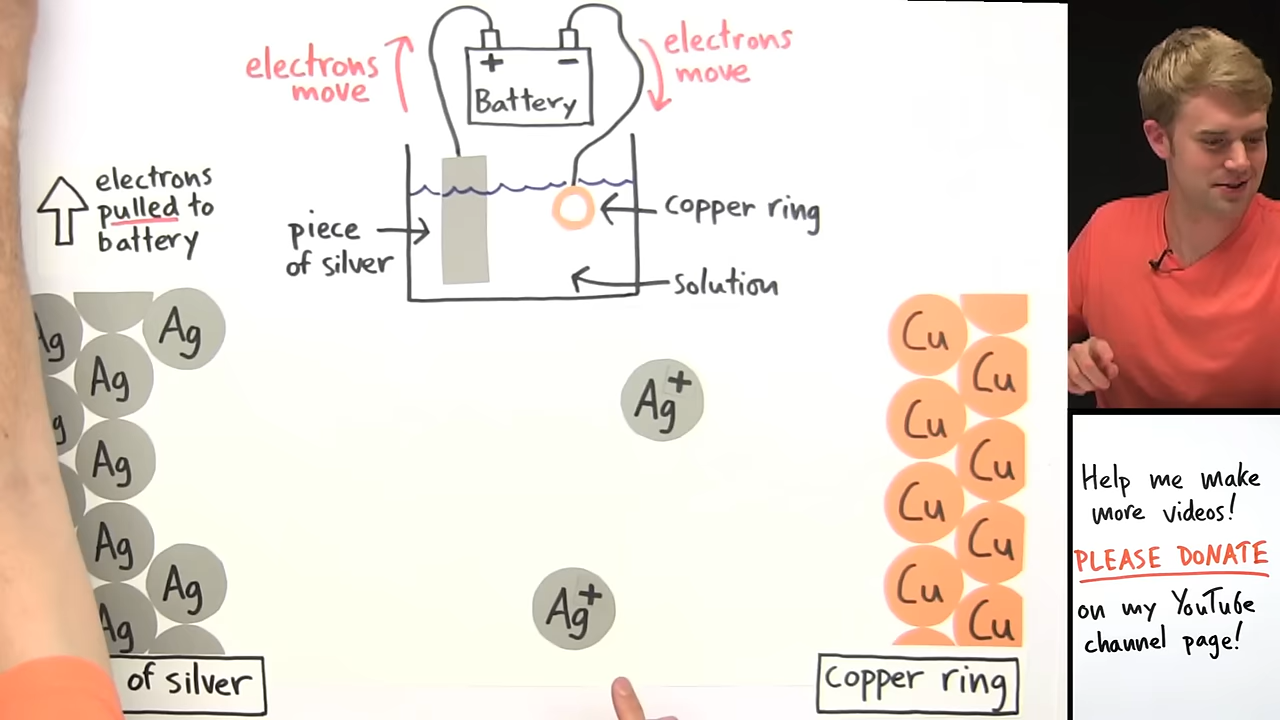 electrons
move
+
−
Battery
electrons
move
electrons
pulled to
battery
piece
of silver
copper ring
solution
Ag
Ag
Ag
Ag
Ag
Ag
Ag
Ag⁺
Ag⁺
Cu
Cu
Cu
Cu
Cu
Cu
Cu
Cu
of silver
copper ring
Help me make
more videos!
PLEASE DONATE
on my YouTube
channel page!